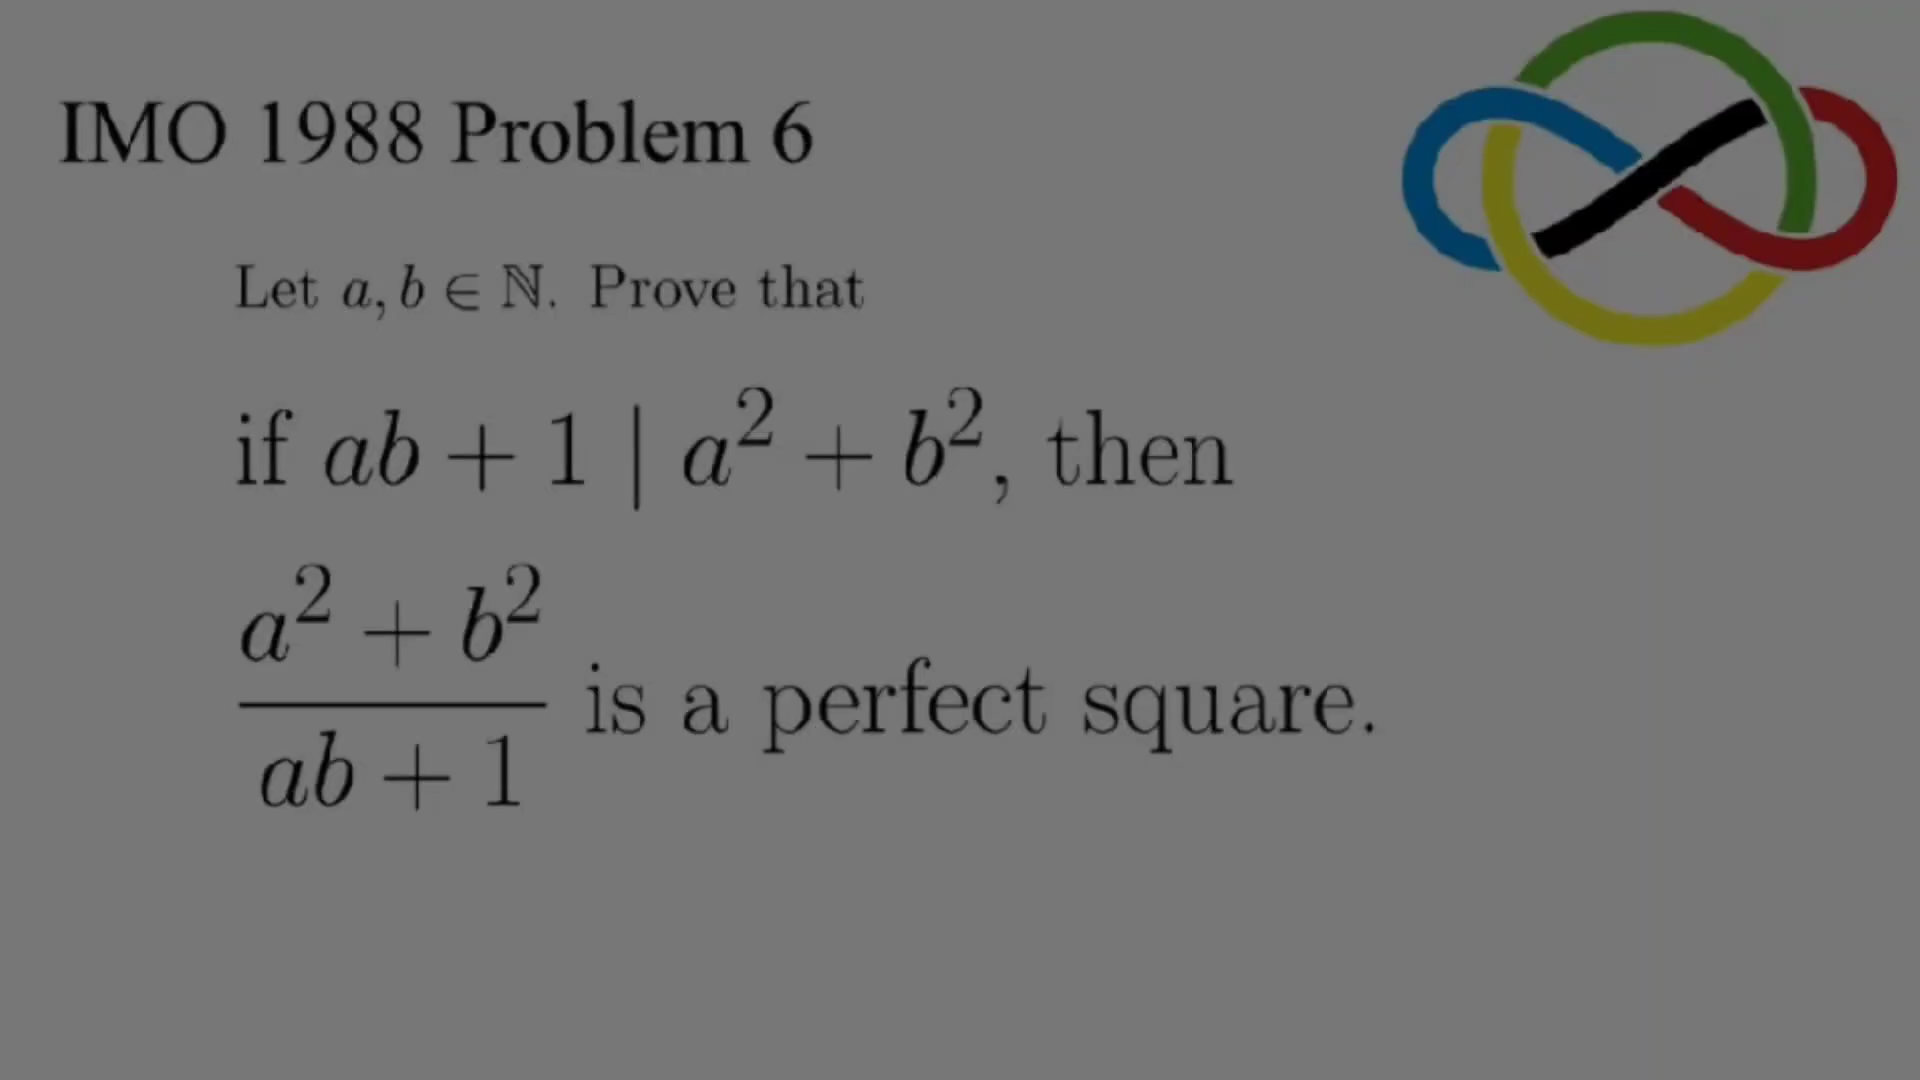 IMO 1988 Problem 6
Let a, b ∈ ℕ. Prove that
if ab + 1 | a² + b², then
a² + b²
/ ab + 1 is a perfect square.